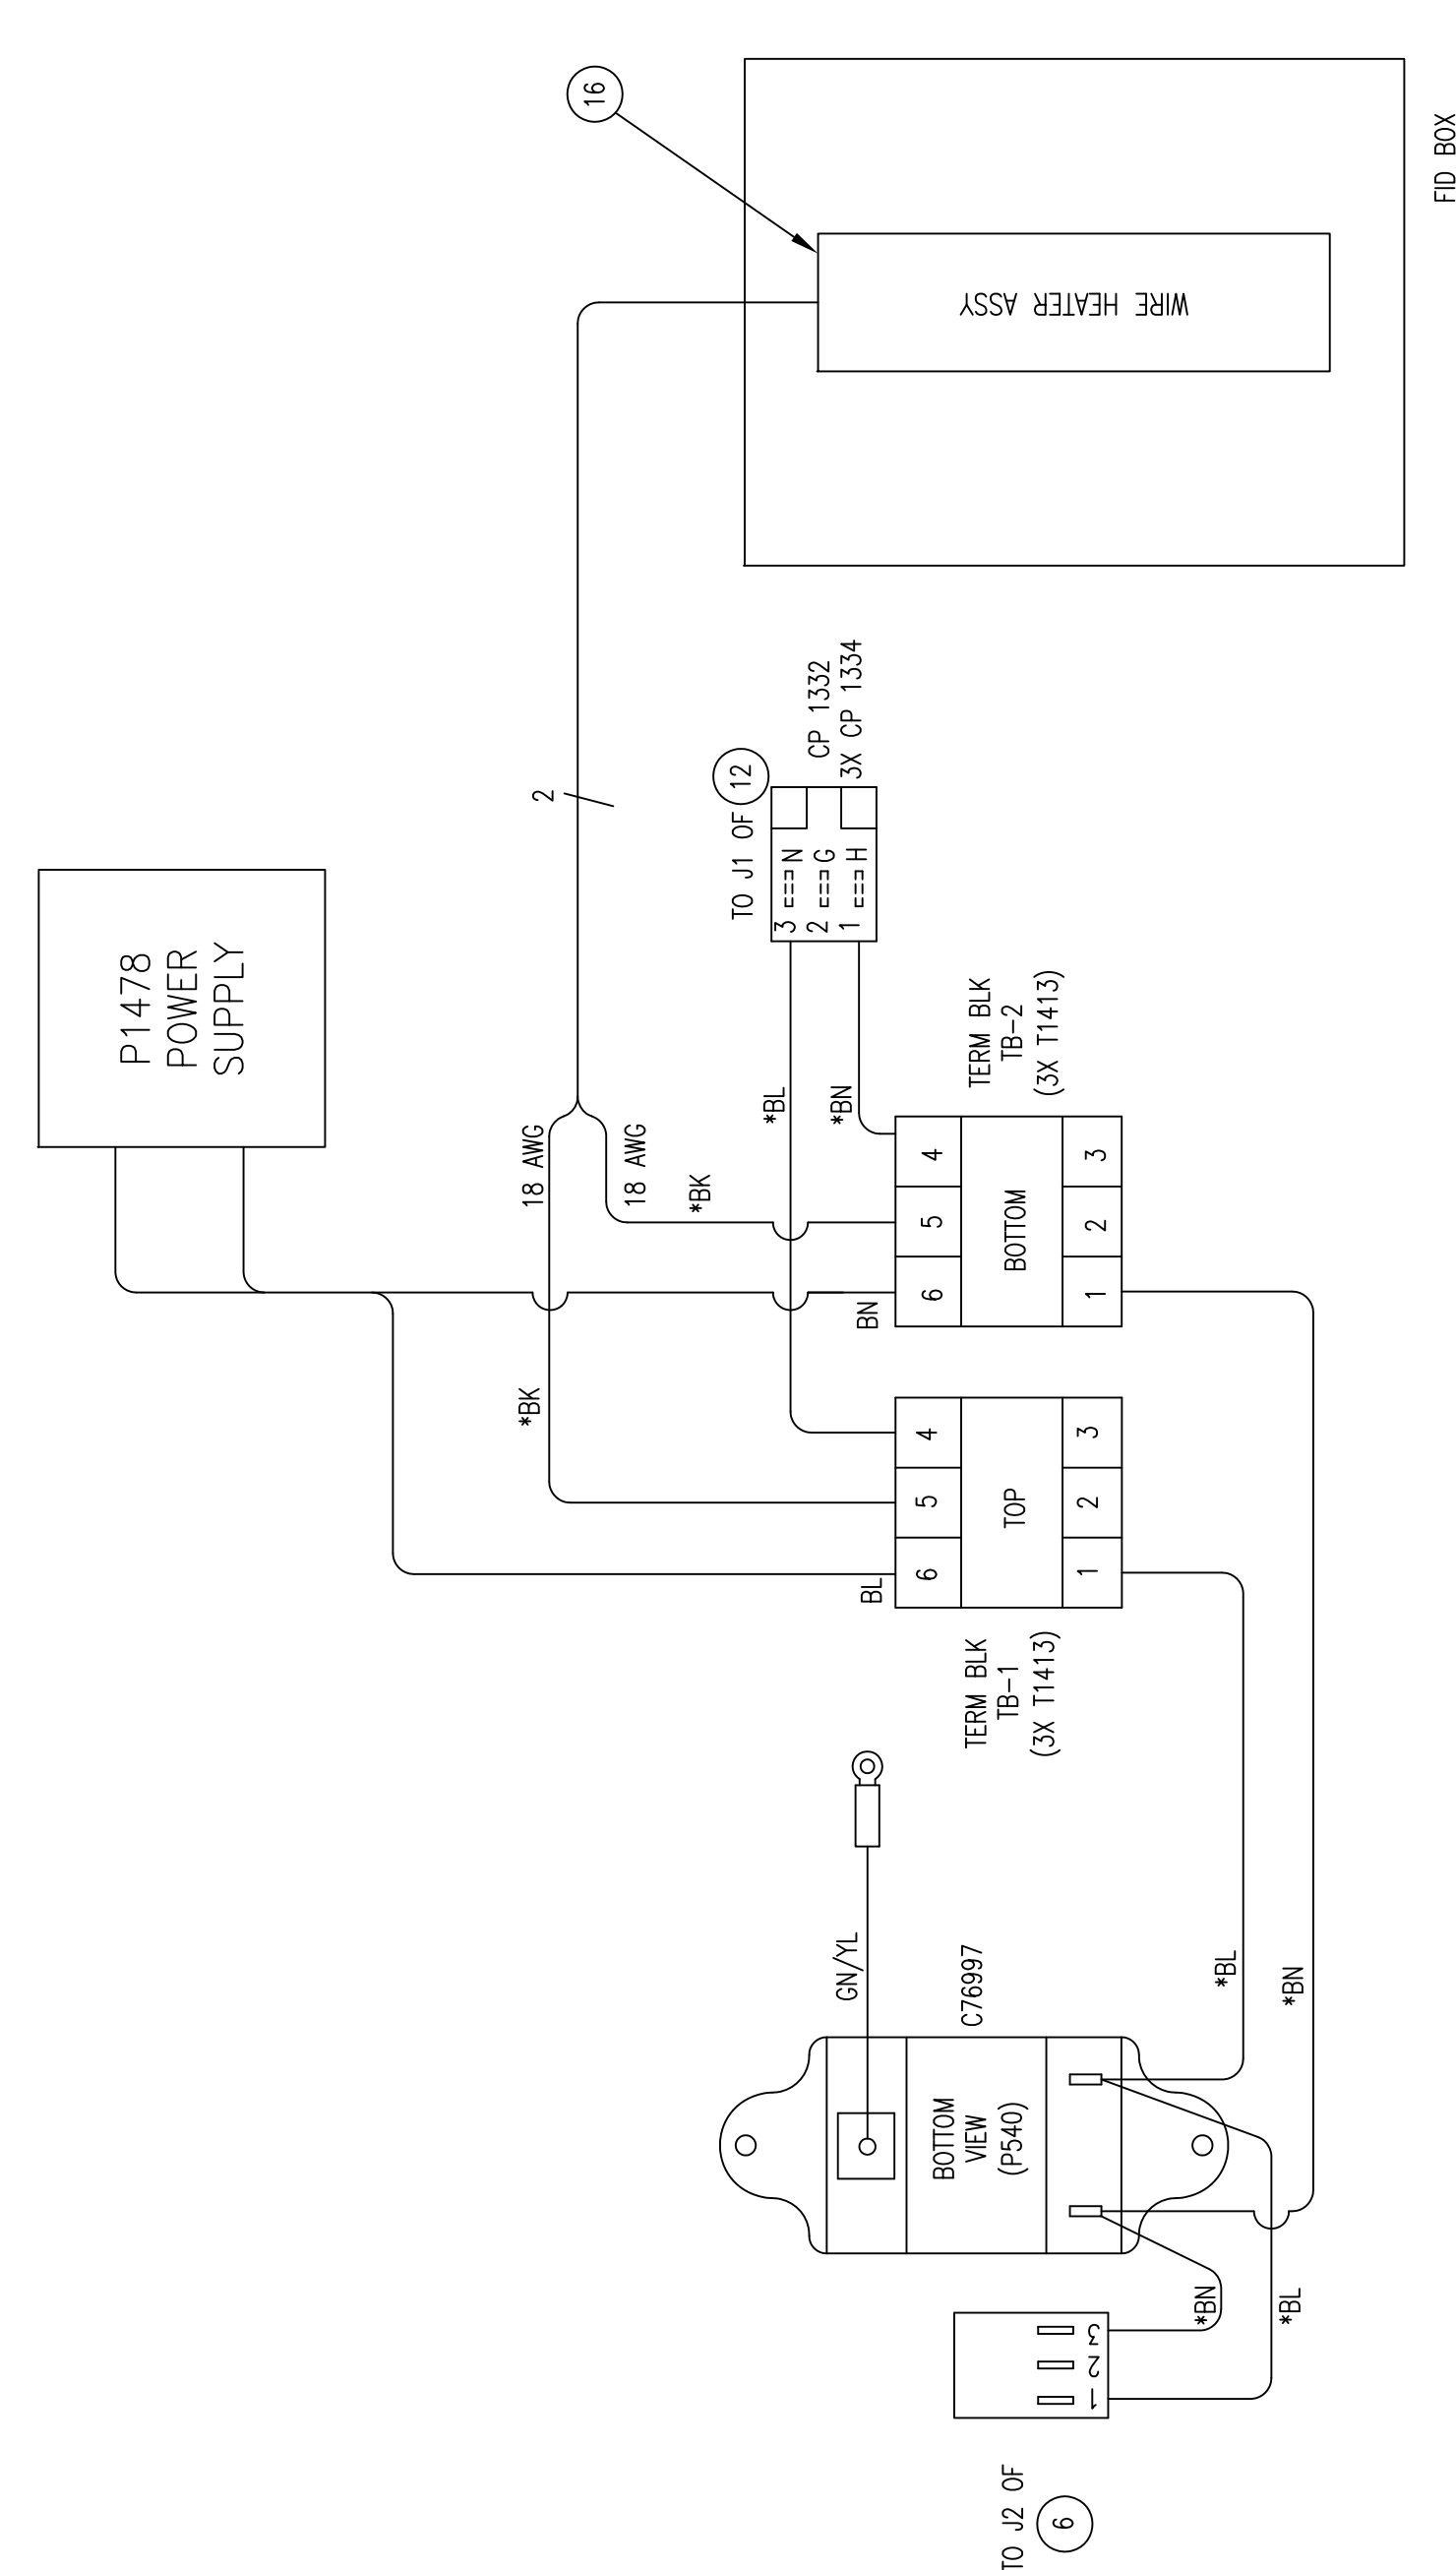 P1478
POWER
SUPPLY
16
WIRE HEATER ASSY
FID BOX
2
TO J1 OF
12
CP 1332
3X CP 1334
3 N
2 G
1 H
18 AWG
18 AWG
*BK
*BK
*BL
*BN
TERM BLK
TB-2
(3X T1413)
4
5
6
BOTTOM
3
2
1
BN
4
5
6
TOP
3
2
1
BL
TERM BLK
TB-1
(3X T1413)
GN/YL
C76997
BOTTOM
VIEW
(P540)
*BL
*BN
*BN
*BL
3
2
1
TO J2 OF
6